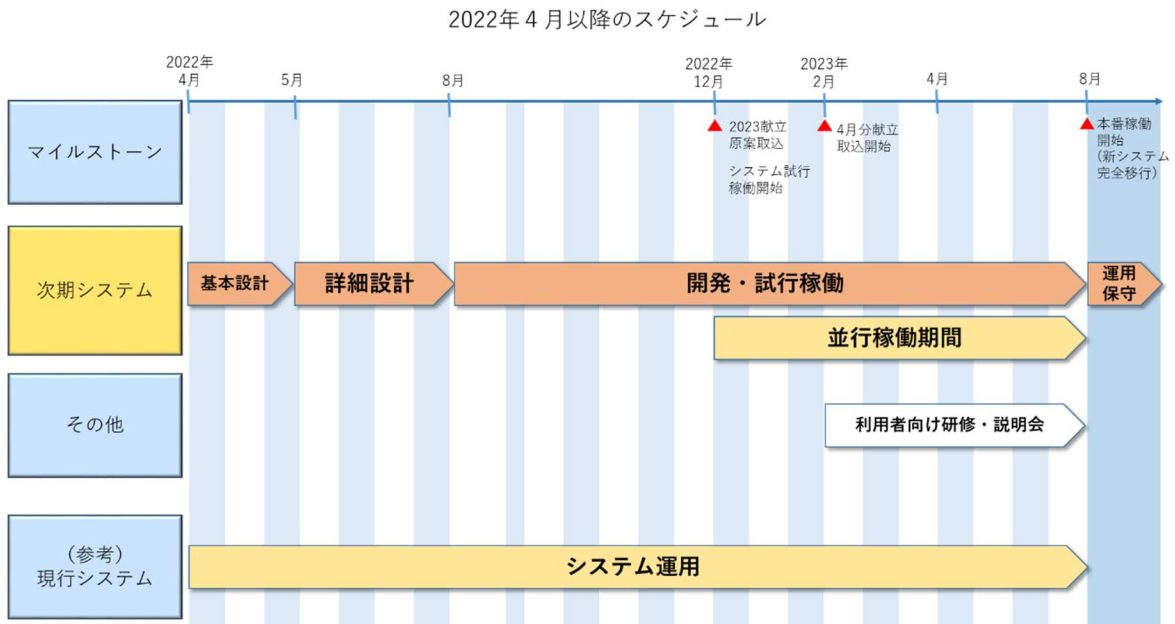 2022年４月以降のスケジュール
2022年
4月
5月
8月
2022年
12月
2023年
2月
4月
8月
マイルストーン
2023献立
原案取込
システム試行
稼働開始
4月分献立
取込開始
本番稼働
開始
(新システム
完全移行)
次期システム
基本設計
詳細設計
開発・試行稼働
運用
保守
並行稼働期間
その他
利用者向け研修・説明会
（参考）
現行システム
システム運用